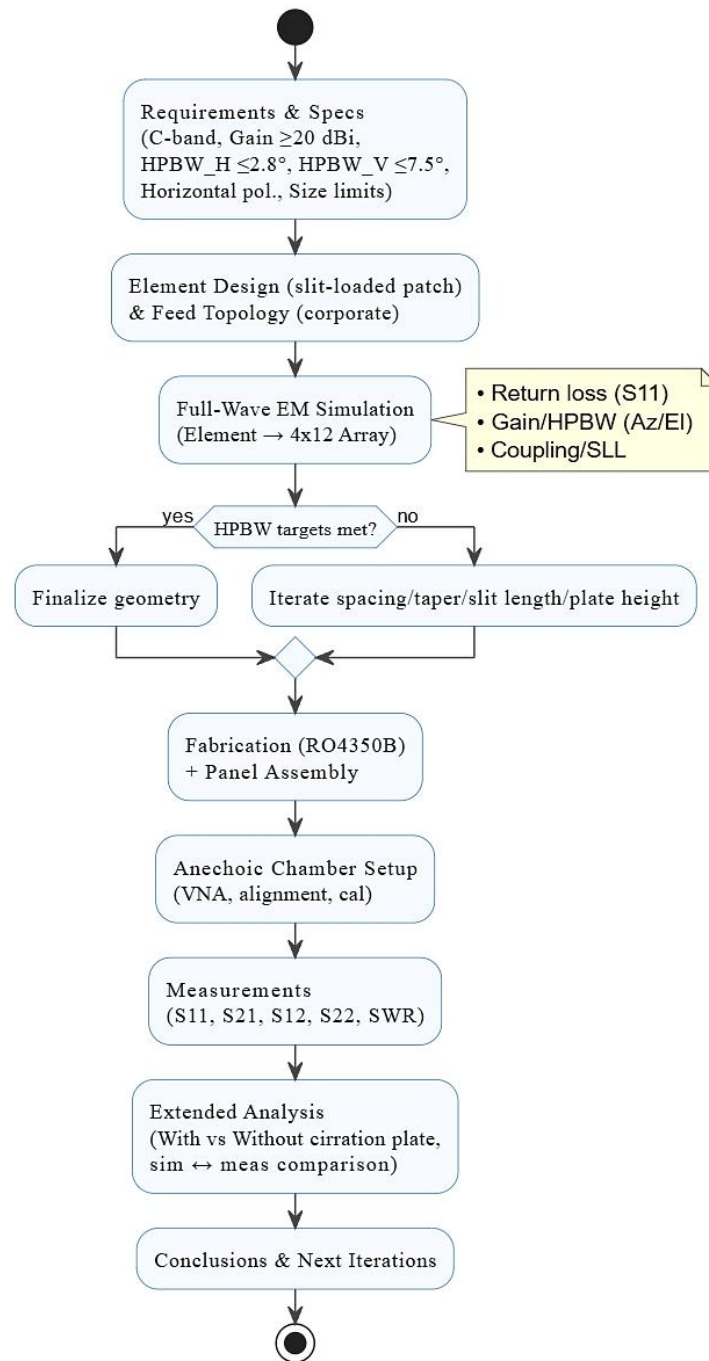 Requirements & Specs
(C-band, Gain ≥20 dBi,
HPBW_H ≤2.8°, HPBW_V ≤7.5°,
Horizontal pol., Size limits)
Element Design (slit-loaded patch)
& Feed Topology (corporate)
Full-Wave EM Simulation
(Element → 4x12 Array)
• Return loss (S11)
• Gain/HPBW (Az/El)
• Coupling/SLL
yes
HPBW targets met?
no
Finalize geometry
Iterate spacing/taper/slit length/plate height
Fabrication (RO4350B)
+ Panel Assembly
Anechoic Chamber Setup
(VNA, alignment, cal)
Measurements
(S11, S21, S12, S22, SWR)
Extended Analysis
(With vs Without cirration plate,
sim ↔ meas comparison)
Conclusions & Next Iterations